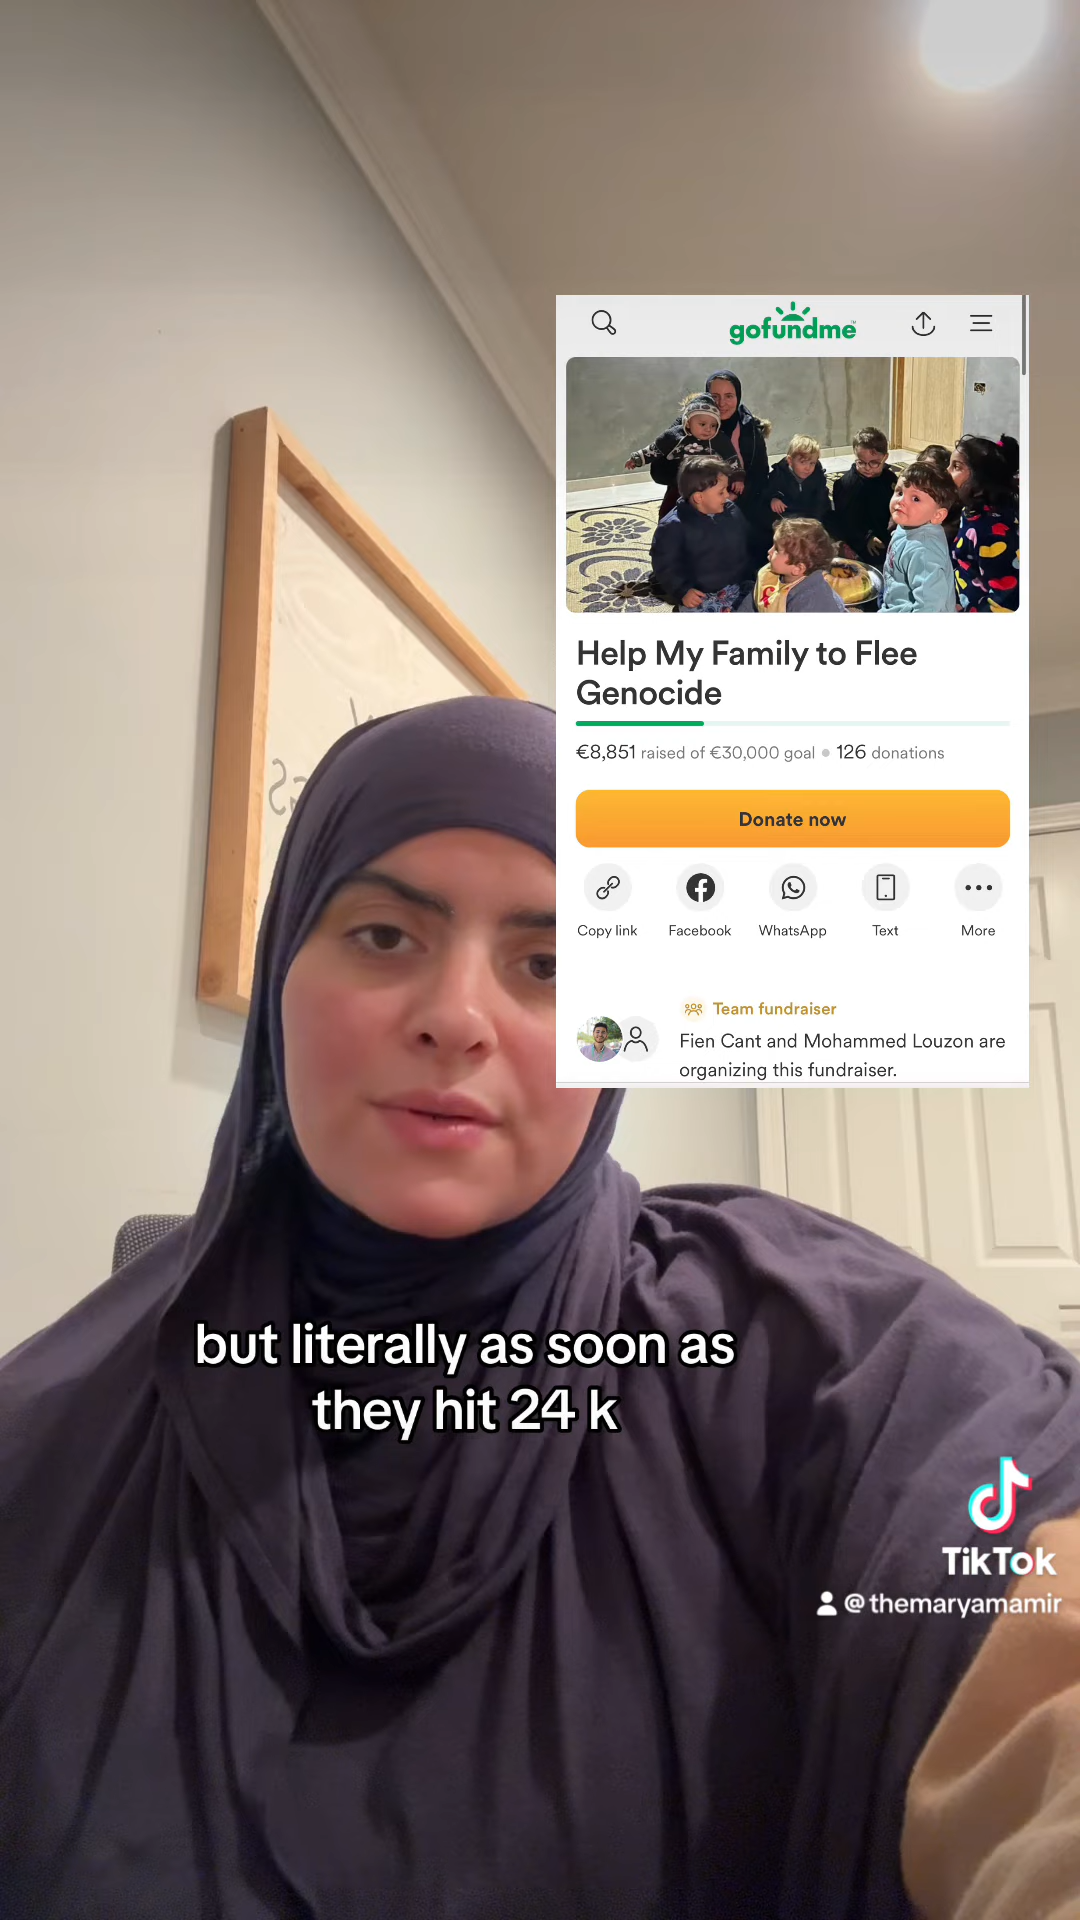 gofundme
Help My Family to Flee
Genocide
€8,851 raised of €30,000 goal • 126 donations
Donate now
Copy link
Facebook
WhatsApp
Text
More
Team fundraiser
Fien Cant and Mohammed Louzon are
organizing this fundraiser.
but literally as soon as
they hit 24 k
TikTok
@themaryamamir